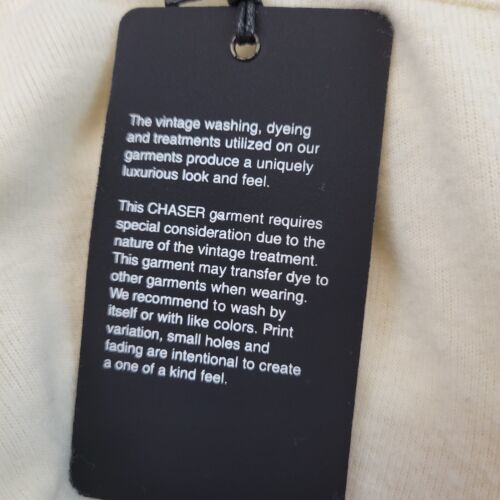 The vintage washing, dyeing
and treatments utilized on our
garments produce a uniquely
luxurious look and feel.
This CHASER garment requires
special consideration due to the
nature of the vintage treatment.
This garment may transfer dye to
other garments when wearing.
We recommend to wash by
itself or with like colors. Print
variation, small holes and
fading are intentional to create
a one of a kind feel.